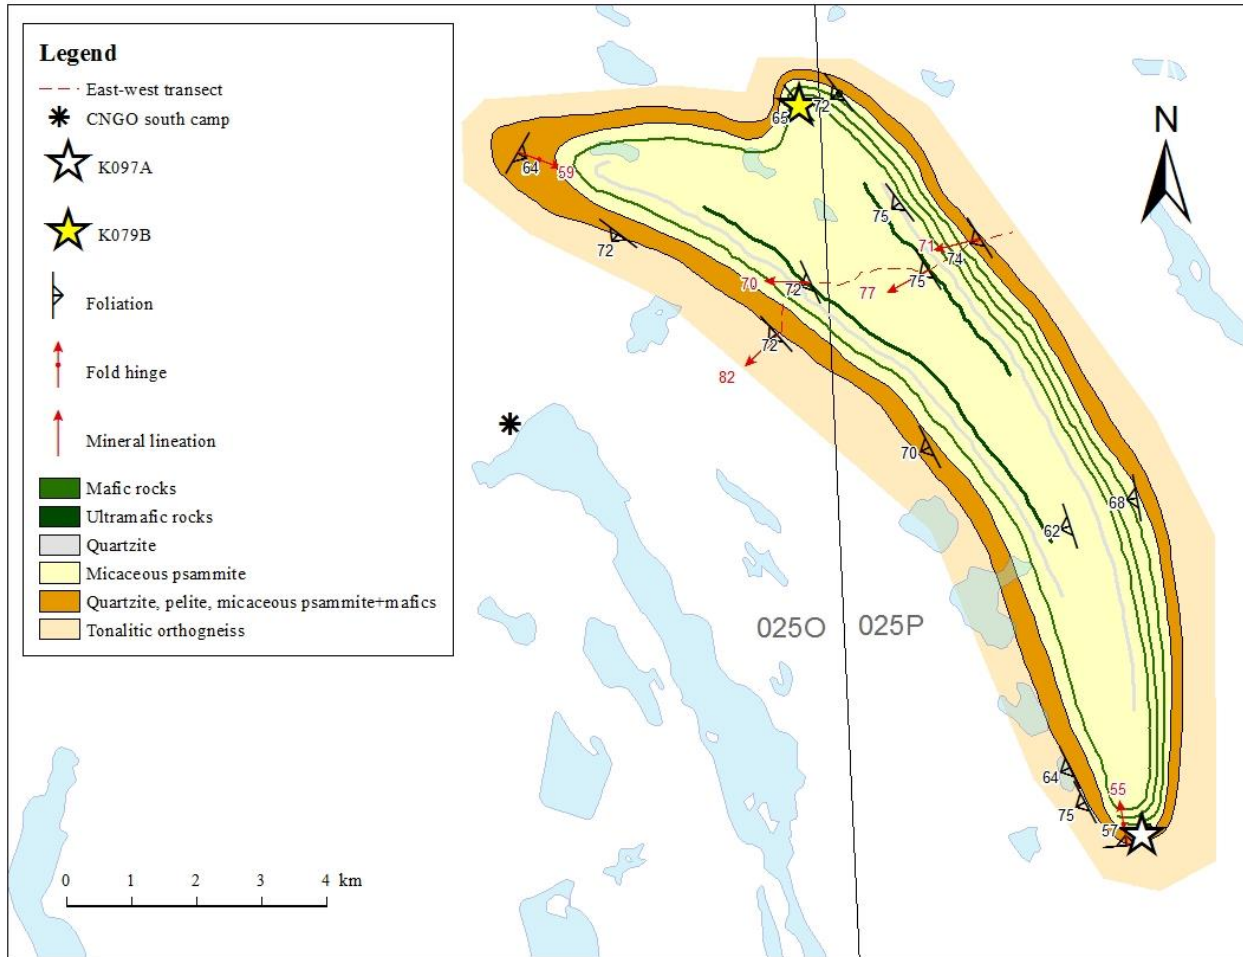 Legend
East-west transect
CNGO south camp
K097A
K079B
Foliation
Fold hinge
Mineral lineation
Mafic rocks
Ultramafic rocks
Quartzite
Micaceous psammite
Quartzite, pelite, micaceous psammite+mafics
Tonalitic orthogneiss
N
65
72
64
59
72
75
71
74
75
77
70
72
72
82
70
68
62
025O
025P
64
75
55
57
0 1 2 3 4 km